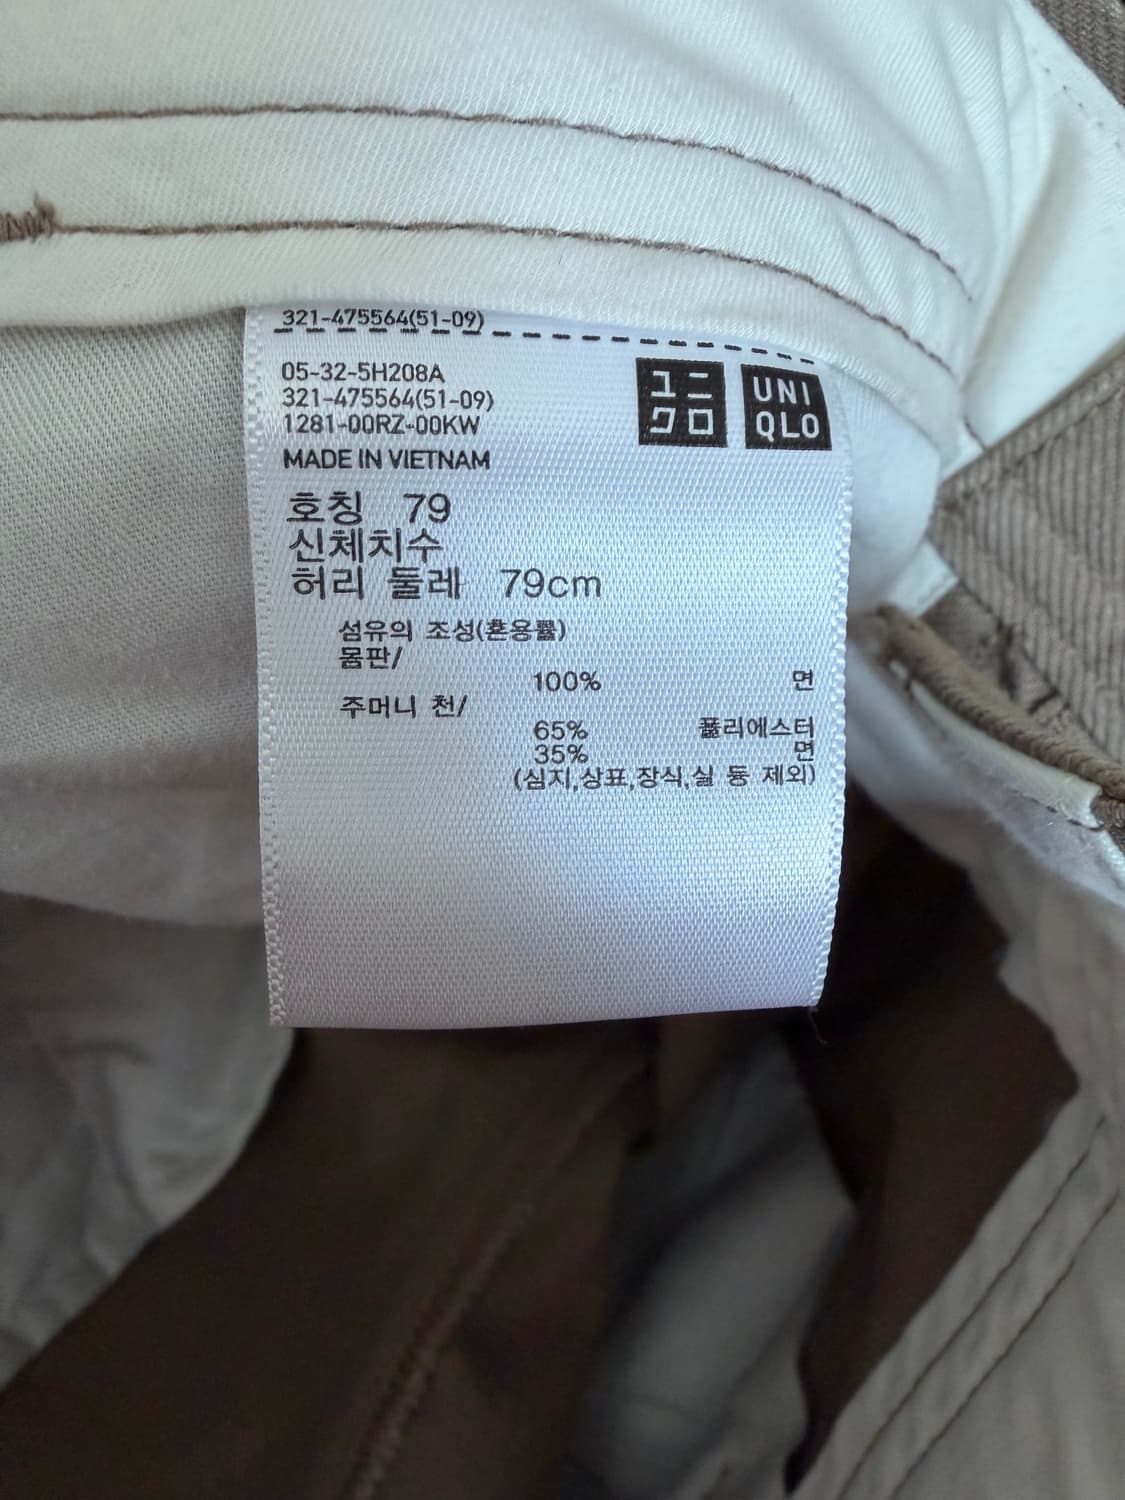 321-475564(51-09)
05-32-5H208A
321-475564(51-09)
1281-00RZ-00KW
MADE IN VIETNAM
ユニ
クロ
UNI
QLO
호칭 79
신체치수
허리 둘레 79cm
섬유의 조성(혼용률)
몸판/
100% 면
주머니 천/
65% 폴리에스터
35% 면
(심지,상표,장식,실 등 제외)